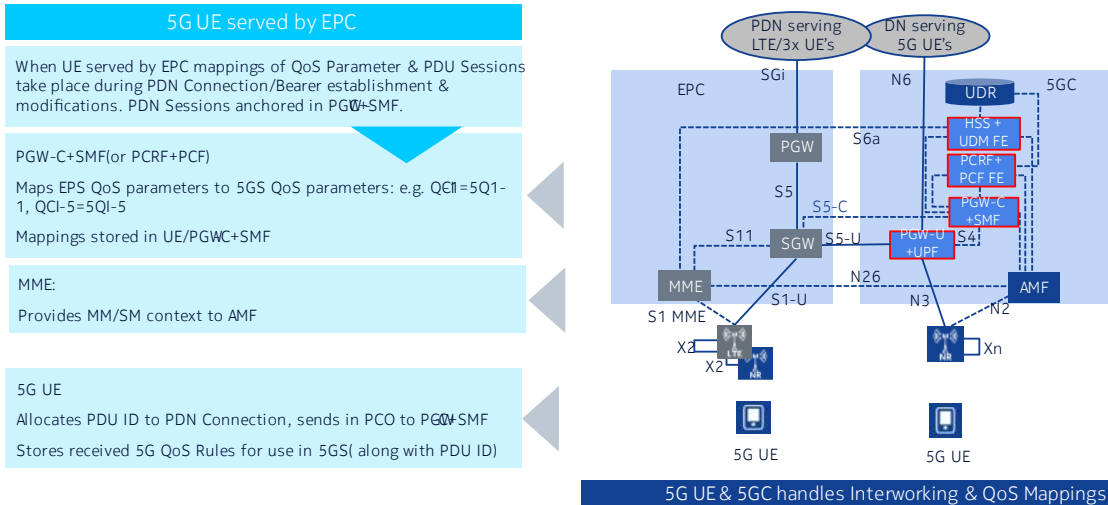 5G UE served by EPC
When UE served by EPC mappings of QoS Parameter & PDU Sessions
take place during PDN Connection/Bearer establishment &
modifications. PDN Sessions anchored in PGW+SMF.
PGW-C+SMF(or PCRF+PCF)
Maps EPS QoS parameters to 5GS QoS parameters: e.g. QCI1=5Q1-
1, QCI-5=5QI-5
Mappings stored in UE/PGW-C+SMF
MME:
Provides MM/SM context to AMF
5G UE
Allocates PDU ID to PDN Connection, sends in PCO to PGW-C+SMF
Stores received 5G QoS Rules for use in 5GS( along with PDU ID)
PDN serving
LTE/3x UE's
DN serving
5G UE's
SGi
N6
EPC
5GC
UDR
HSS +
UDM FE
S6a
PGW
PCRF+
PCF FE
S5
S5-C
PGW-C
+SMF
S11
SGW
S5-U
PGW-U
+UPF
S4
MME
N26
AMF
S1-U
N3
N2
S1 MME
X2
LTE
X2
NR
NR
Xn
5G UE
5G UE
5G UE & 5GC handles Interworking & QoS Mappings